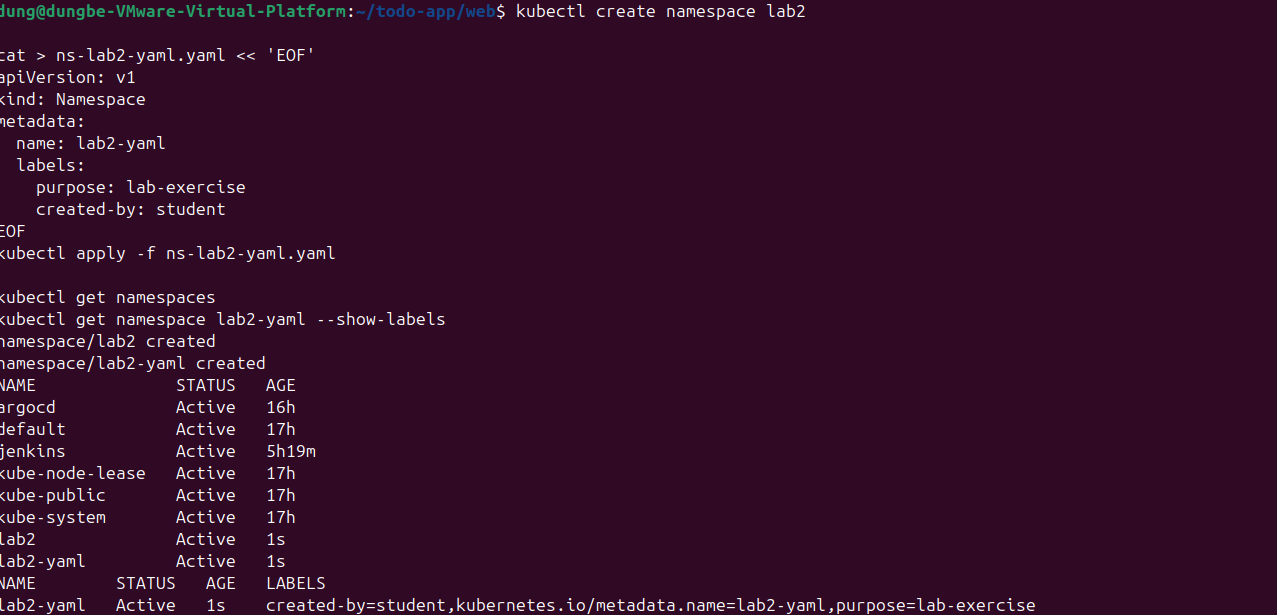 dung@dungbe-VMware-Virtual-Platform:~/todo-app/web$ kubectl create namespace lab2
cat > ns-lab2-yaml.yaml << 'EOF'
apiVersion: v1
kind: Namespace
metadata:
  name: lab2-yaml
  labels:
    purpose: lab-exercise
    created-by: student
EOF
kubectl apply -f ns-lab2-yaml.yaml
kubectl get namespaces
kubectl get namespace lab2-yaml --show-labels
namespace/lab2 created
namespace/lab2-yaml created
NAME              STATUS   AGE
argocd            Active   16h
default           Active   17h
jenkins           Active   5h19m
kube-node-lease   Active   17h
kube-public       Active   17h
kube-system       Active   17h
lab2              Active   1s
lab2-yaml         Active   1s
NAME        STATUS   AGE   LABELS
lab2-yaml   Active   1s    created-by=student,kubernetes.io/metadata.name=lab2-yaml,purpose=lab-exercise